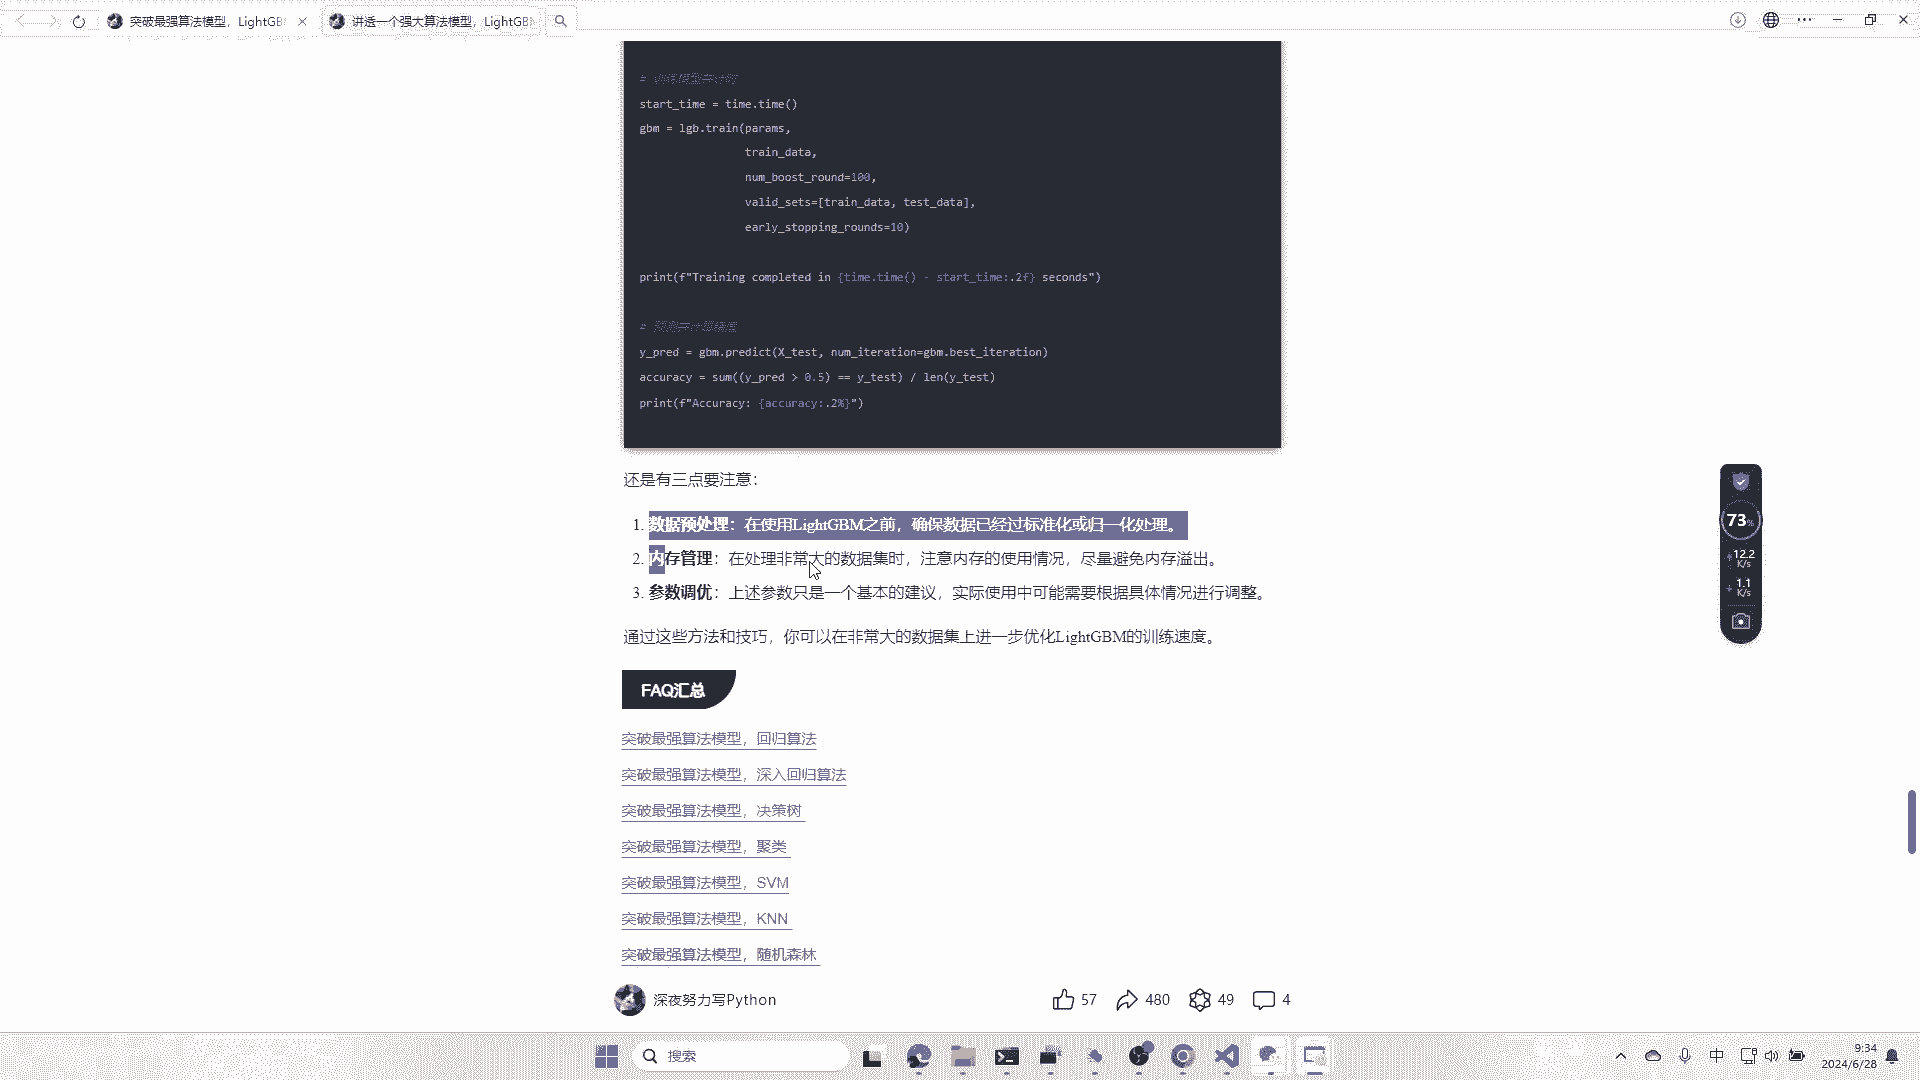 突破最强算法模型，LightGB
讲透一个强大算法模型，LightGB
start_time = time.time()
gbm = lgb.train(params,
train_data,
num_boost_round=100,
valid_sets=[train_data, test_data],
early_stopping_rounds=10)
print(f"Training completed in {time.time() - start_time:.2f} seconds")
y_pred = gbm.predict(X_test, num_iteration=gbm.best_iteration)
accuracy = sum((y_pred > 0.5) == y_test) / len(y_test)
print(f"Accuracy: {accuracy:.2%}")
还是有三点要注意：
1. 数据预处理：在使用LightGBM之前，确保数据已经过标准化或归一化处理。
2. 内存管理：在处理非常大的数据集时，注意内存的使用情况，尽量避免内存溢出。
3. 参数调优：上述参数只是一个基本的建议，实际使用中可能需要根据具体情况进行调整。
通过这些方法和技巧，你可以在非常大的数据集上进一步优化LightGBM的训练速度。
FAQ汇总
突破最强算法模型，回归算法
突破最强算法模型，深入回归算法
突破最强算法模型，决策树
突破最强算法模型，聚类
突破最强算法模型，SVM
突破最强算法模型，KNN
突破最强算法模型，随机森林
深夜努力写Python
57
480
49
4
73%
12.2
K/s
1.1
K/s
搜索
中
9:34
2024/6/28